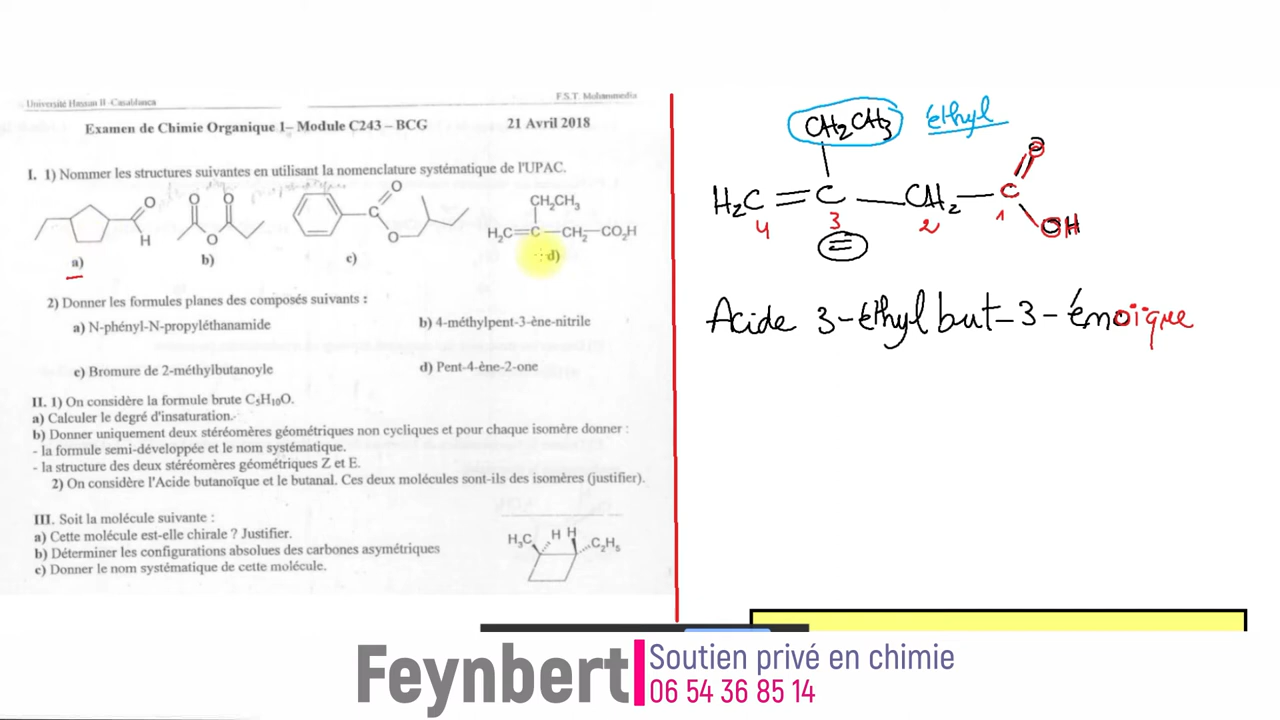 Université Hassan II -Casablanca
F.S.T. Mohammedia
Examen de Chimie Organique 1– Module C243 – BCG
21 Avril 2018
I. 1) Nommer les structures suivantes en utilisant la nomenclature systématique de l'UPAC.
O
H
a)
O O
O
b)
O
C
O
c)
CH₂CH₃
H₂C=C—CH₂—CO₂H
d)
2) Donner les formules planes des composés suivants :
a) N-phényl-N-propyléthanamide
b) 4-méthylpent-3-ène-nitrile
c) Bromure de 2-méthylbutanoyle
d) Pent-4-ène-2-one
II. 1) On considère la formule brute C₅H₁₀O.
a) Calculer le degré d'insaturation.
b) Donner uniquement deux stéréomères géométriques non cycliques et pour chaque isomère donner :
- la formule semi-développée et le nom systématique.
- la structure des deux stéréomères géométriques Z et E.
2) On considère l'Acide butanoïque et le butanal. Ces deux molécules sont-ils des isomères (justifier).
III. Soit la molécule suivante :
a) Cette molécule est-elle chirale ? Justifier.
b) Déterminer les configurations absolues des carbones asymétriques
c) Donner le nom systématique de cette molécule.
H₃C H H
C₂H₅
CH₂CH₃ éthyl
O
H₂C = C — CH₂ — C
4 3 2 1
OH
=
Acide 3-éthyl but-3-énoïque
Feynbert
Soutien privé en chimie
06 54 36 85 14